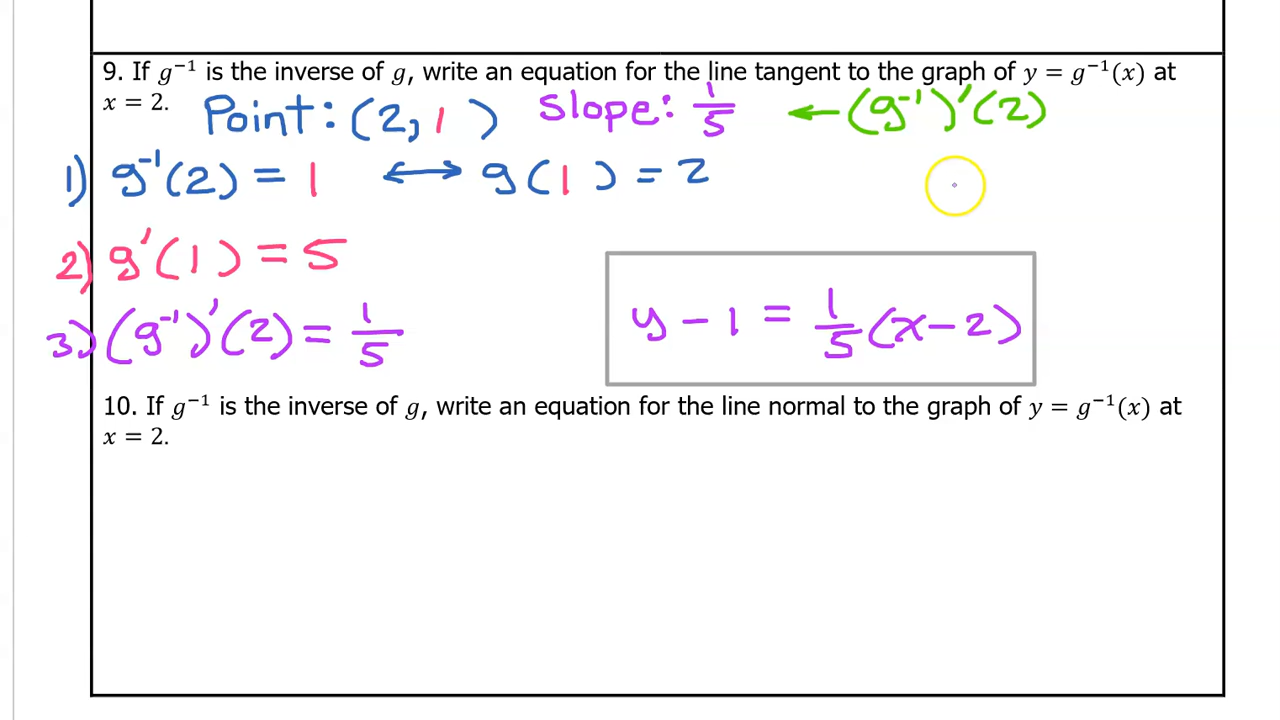 9. If g⁻¹ is the inverse of g, write an equation for the line tangent to the graph of y = g⁻¹(x) at
x = 2.
Point: (2, 1) Slope: 1/5 ← (g⁻¹)'(2)
1) g⁻¹(2) = 1 ↔ g(1) = 2
2) g'(1) = 5
3) (g⁻¹)'(2) = 1/5
y - 1 = 1/5(x - 2)
10. If g⁻¹ is the inverse of g, write an equation for the line normal to the graph of y = g⁻¹(x) at
x = 2.